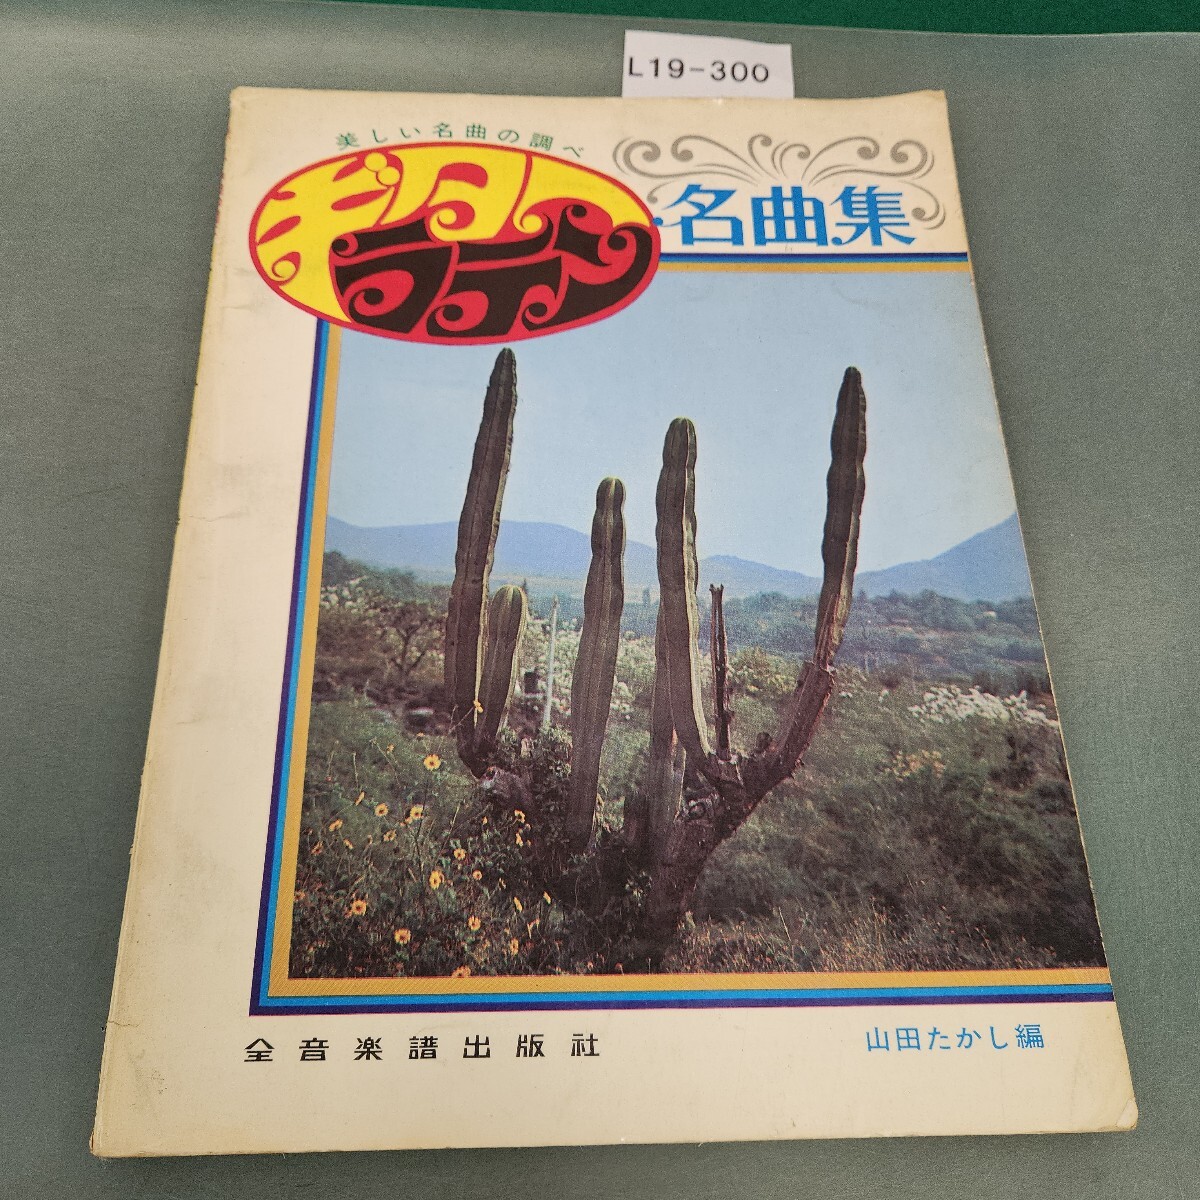 L19-300
美しい名曲の調べ
ギター
ラテン
名曲集
全音楽譜出版社
山田たかし編